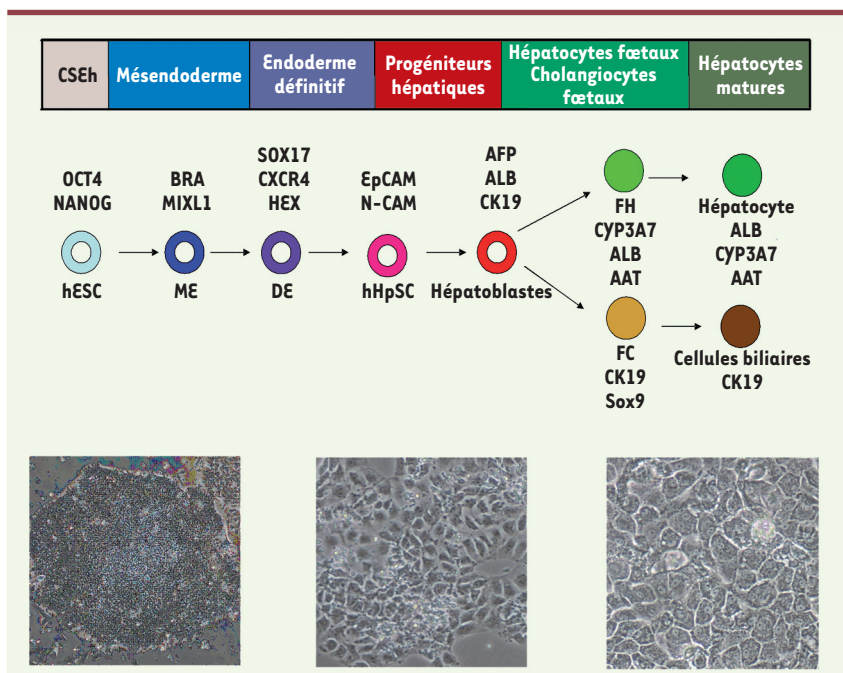 CSEh
Mésendoderme
Endoderme
définitif
Progéniteurs
hépatiques
Hépatocytes fœtaux
Cholangiocytes
fœtaux
Hépatocytes
matures
OCT4
NANOG
hESC
BRA
MIXL1
ME
SOX17
CXCR4
HEX
DE
EpCAM
N-CAM
hHpSC
AFP
ALB
CK19
Hépatoblastes
FH
CYP3A7
ALB
AAT
Hépatocyte
ALB
CYP3A7
AAT
FC
CK19
Sox9
Cellules biliaires
CK19